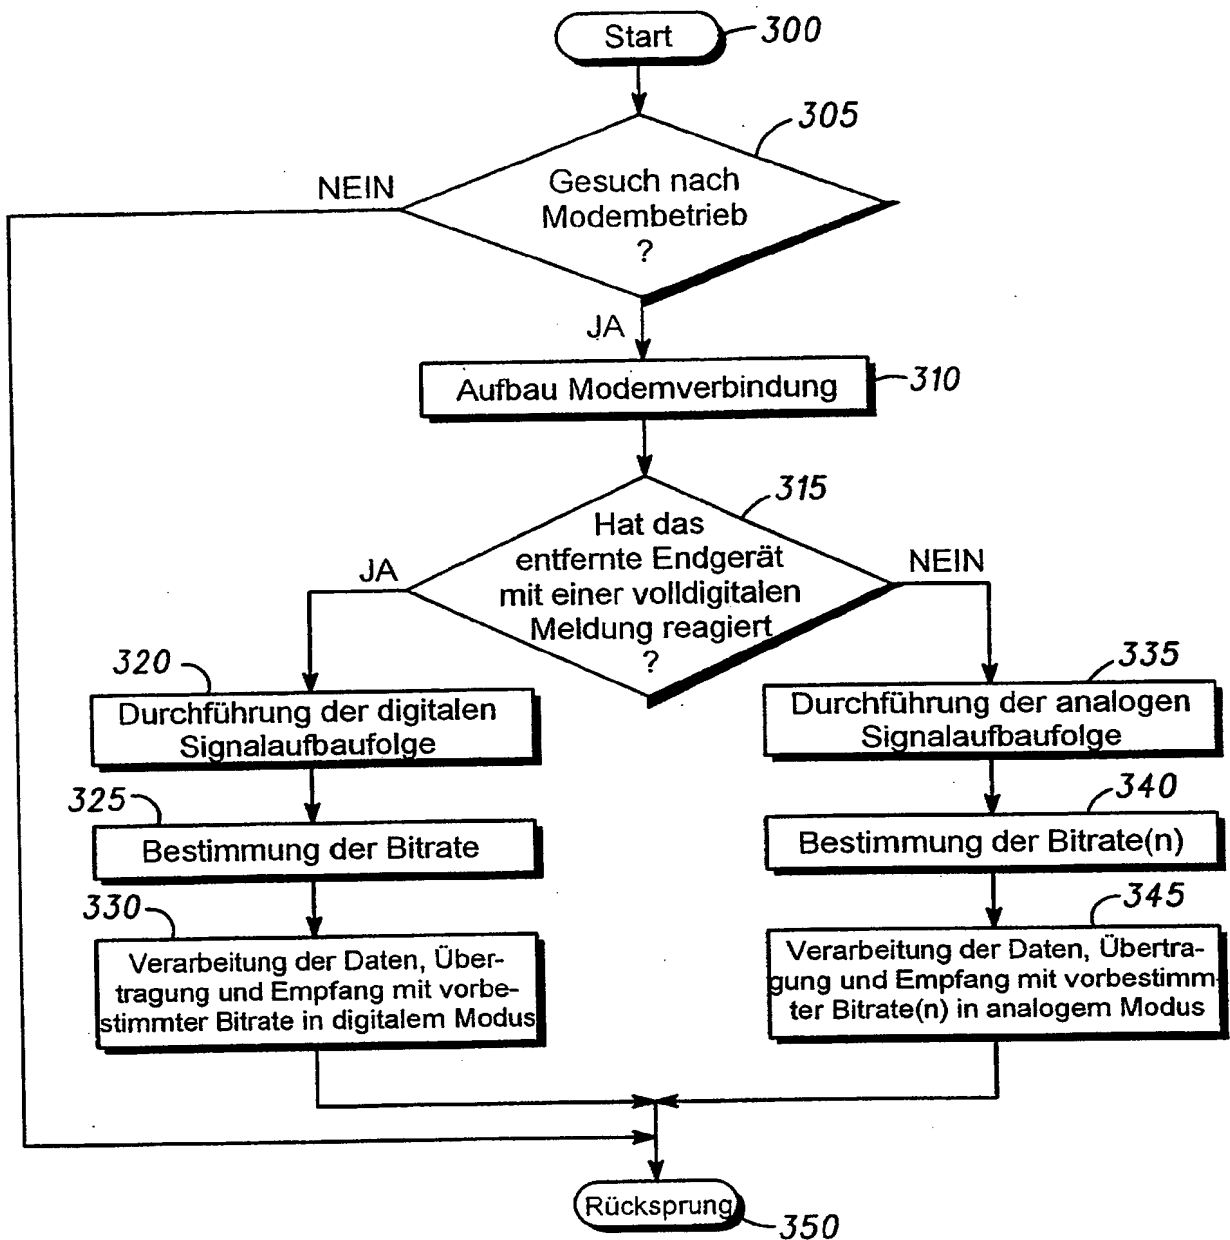 Start
300
305
NEIN
Gesuch nach
Modembetrieb
?
JA
Aufbau Modemverbindung
310
315
Hat das
entfernte Endgerät
mit einer volldigitalen
Meldung reagiert
?
JA
NEIN
320
Durchführung der digitalen
Signalaufbaufolge
335
Durchführung der analogen
Signalaufbaufolge
325
Bestimmung der Bitrate
340
Bestimmung der Bitrate(n)
330
Verarbeitung der Daten, Über-
tragung und Empfang mit vorbe-
stimmter Bitrate in digitalem Modus
345
Verarbeitung der Daten, Übertra-
gung und Empfang mit vorbestimm-
ter Bitrate(n) in analogem Modus
Rücksprung
350